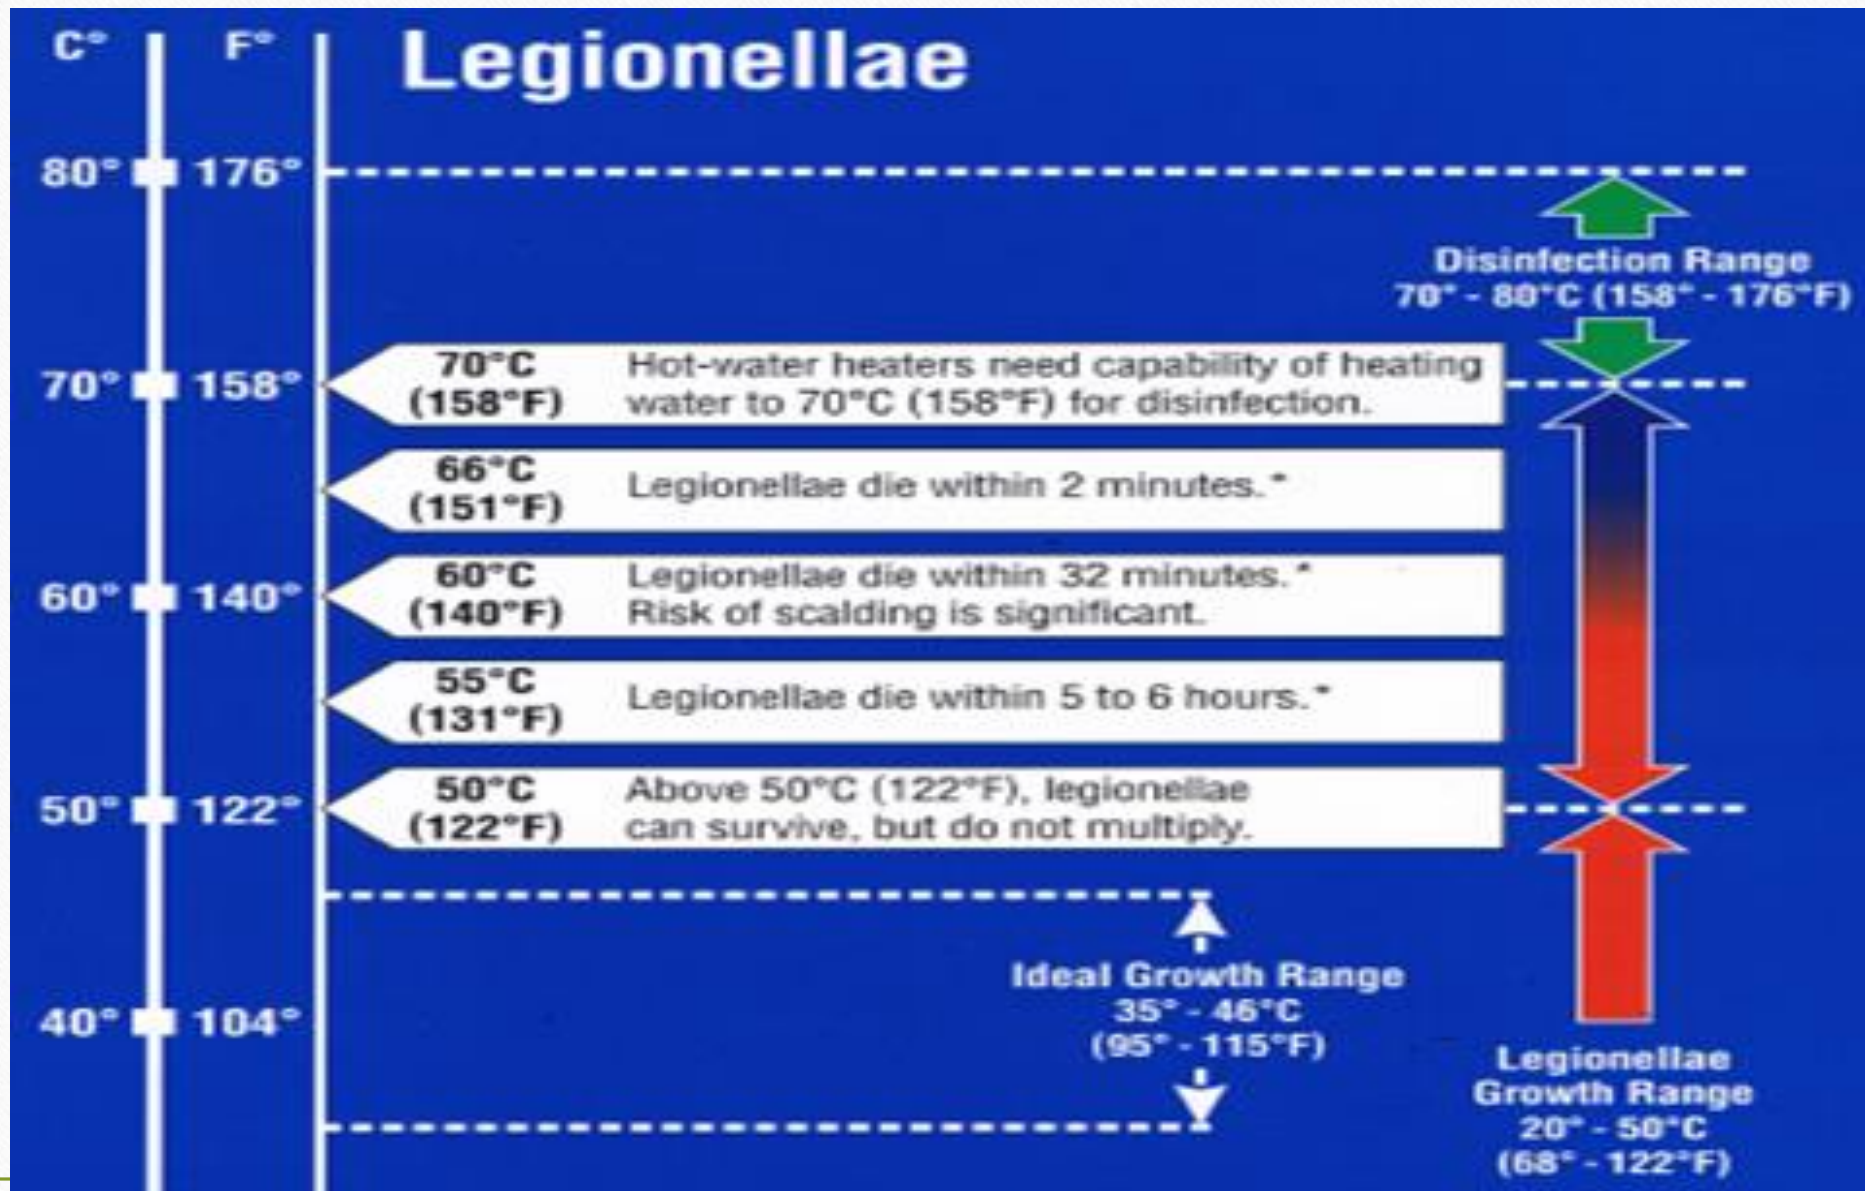 C° F° Legionellae
80° 176°
Disinfection Range
70° - 80°C (158° - 176°F)
70° 158°
70°C
(158°F)
Hot-water heaters need capability of heating
water to 70°C (158°F) for disinfection.
66°C
(151°F)
Legionellae die within 2 minutes.*
60° 140°
60°C
(140°F)
Legionellae die within 32 minutes.*
Risk of scalding is significant.
55°C
(131°F)
Legionellae die within 5 to 6 hours.*
50° 122°
50°C
(122°F)
Above 50°C (122°F), legionellae
can survive, but do not multiply.
40° 104°
Ideal Growth Range
35° - 46°C
(95° - 115°F)
Legionellae
Growth Range
20° - 50°C
(68° - 122°F)